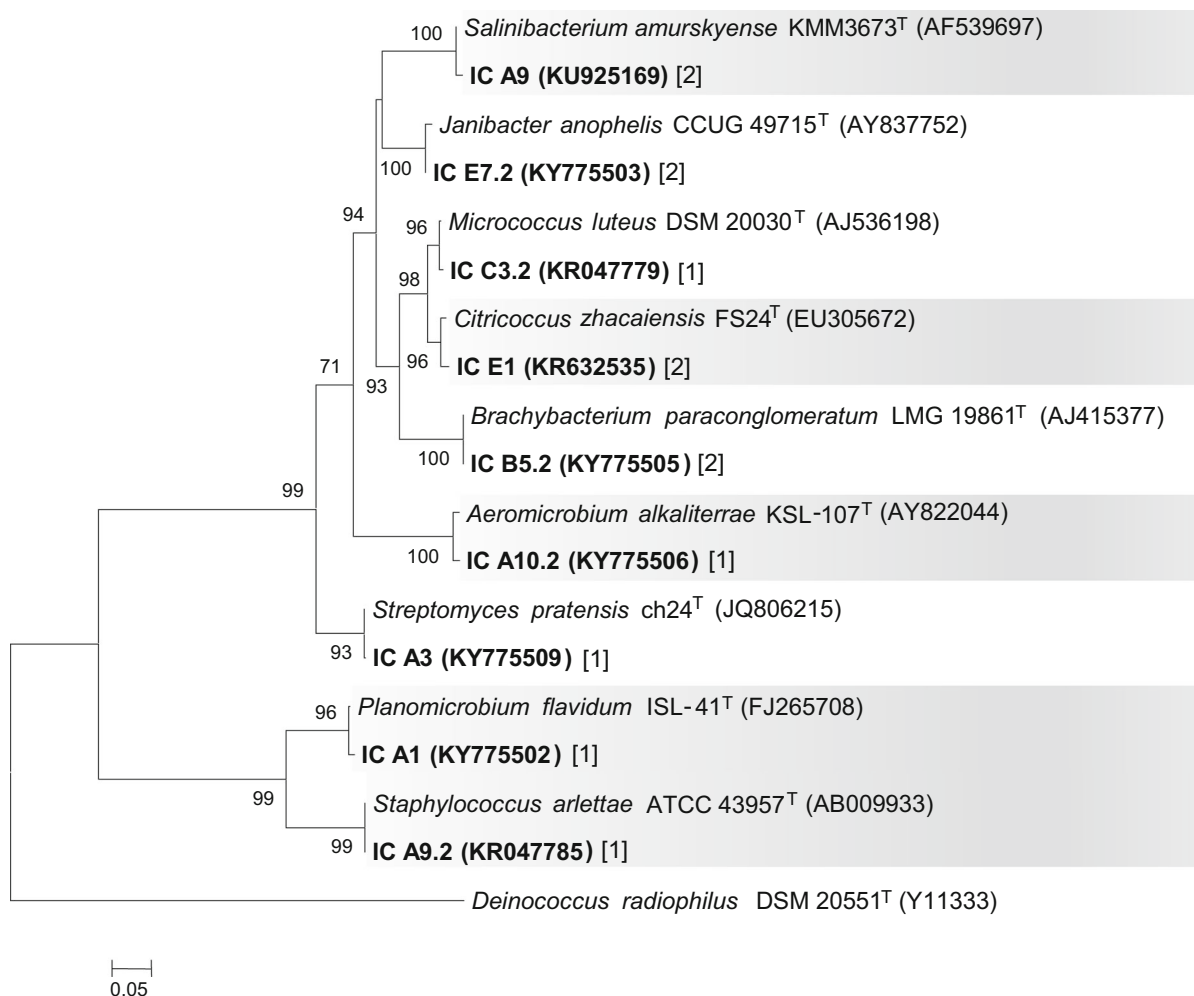 100 Salinibacterium amurskyense KMM3673T (AF539697)
IC A9 (KU925169) [2]
Janibacter anophelis CCUG 49715T (AY837752)
100 IC E7.2 (KY775503) [2]
94 96 Micrococcus luteus DSM 20030T (AJ536198)
IC C3.2 (KR047779) [1]
98
Citricoccus zhacaiensis FS24T (EU305672)
71 93 96 IC E1 (KR632535) [2]
Brachybacterium paraconglomeratum LMG 19861T (AJ415377)
100 IC B5.2 (KY775505) [2]
99
Aeromicrobium alkaliterrae KSL-107T (AY822044)
100 IC A10.2 (KY775506) [1]
Streptomyces pratensis ch24T (JQ806215)
93 IC A3 (KY775509) [1]
96 Planomicrobium flavidum ISL-41T (FJ265708)
IC A1 (KY775502) [1]
99
Staphylococcus arlettae ATCC 43957T (AB009933)
99 IC A9.2 (KR047785) [1]
Deinococcus radiophilus DSM 20551T (Y11333)
0.05